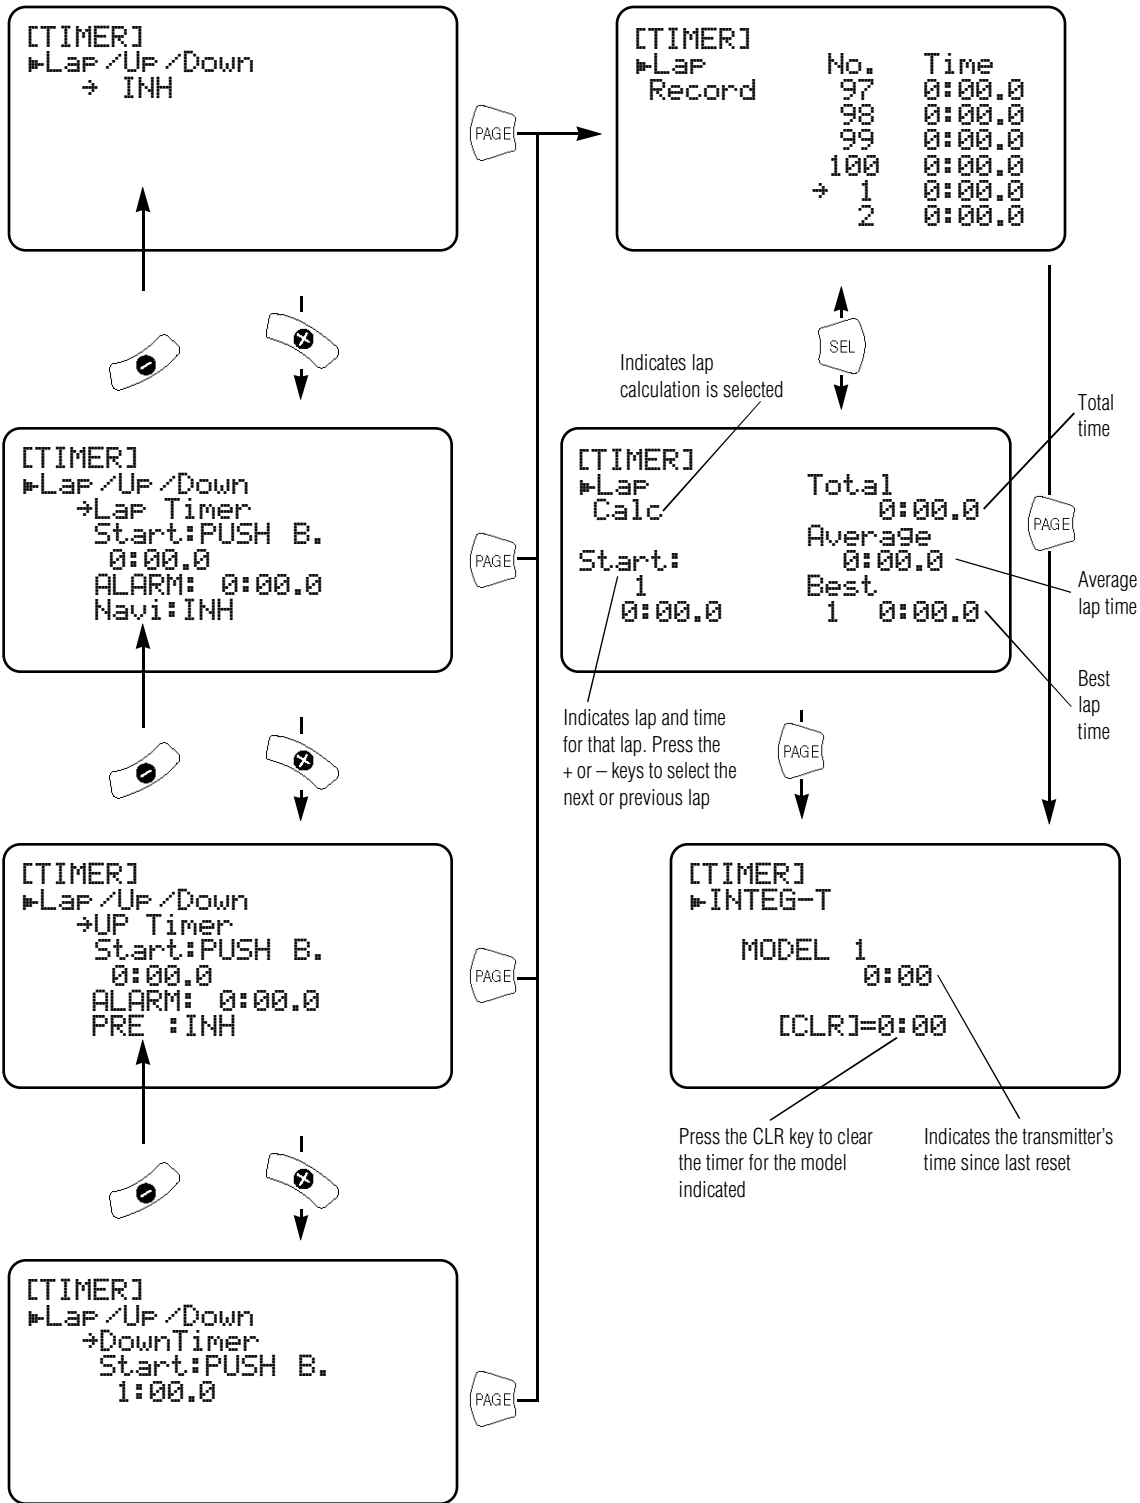 [TIMER]
Lap/Up/Down
→ INH
PAGE
[TIMER]
Lap No. Time
Record 97 0:00.0
98 0:00.0
99 0:00.0
100 0:00.0
→ 1 0:00.0
2 0:00.0
SEL
Indicates lap
calculation is selected
[TIMER]
Lap/Up/Down
→Lap Timer
Start:PUSH B.
0:00.0
ALARM: 0:00.0
Navi:INH
PAGE
[TIMER]
Lap Total
Calc 0:00.0
Average
Start: 0:00.0
1 Best
0:00.0 1 0:00.0
Total
time
PAGE
Average
lap time
Best
lap
time
Indicates lap and time
for that lap. Press the
+ or – keys to select the
next or previous lap
PAGE
[TIMER]
Lap/Up/Down
→UP Timer
Start:PUSH B.
0:00.0
ALARM: 0:00.0
PRE :INH
PAGE
[TIMER]
INTEG-T
MODEL 1
0:00
[CLR]=0:00
Press the CLR key to clear
the timer for the model
indicated
Indicates the transmitter's
time since last reset
[TIMER]
Lap/Up/Down
→DownTimer
Start:PUSH B.
1:00.0
PAGE